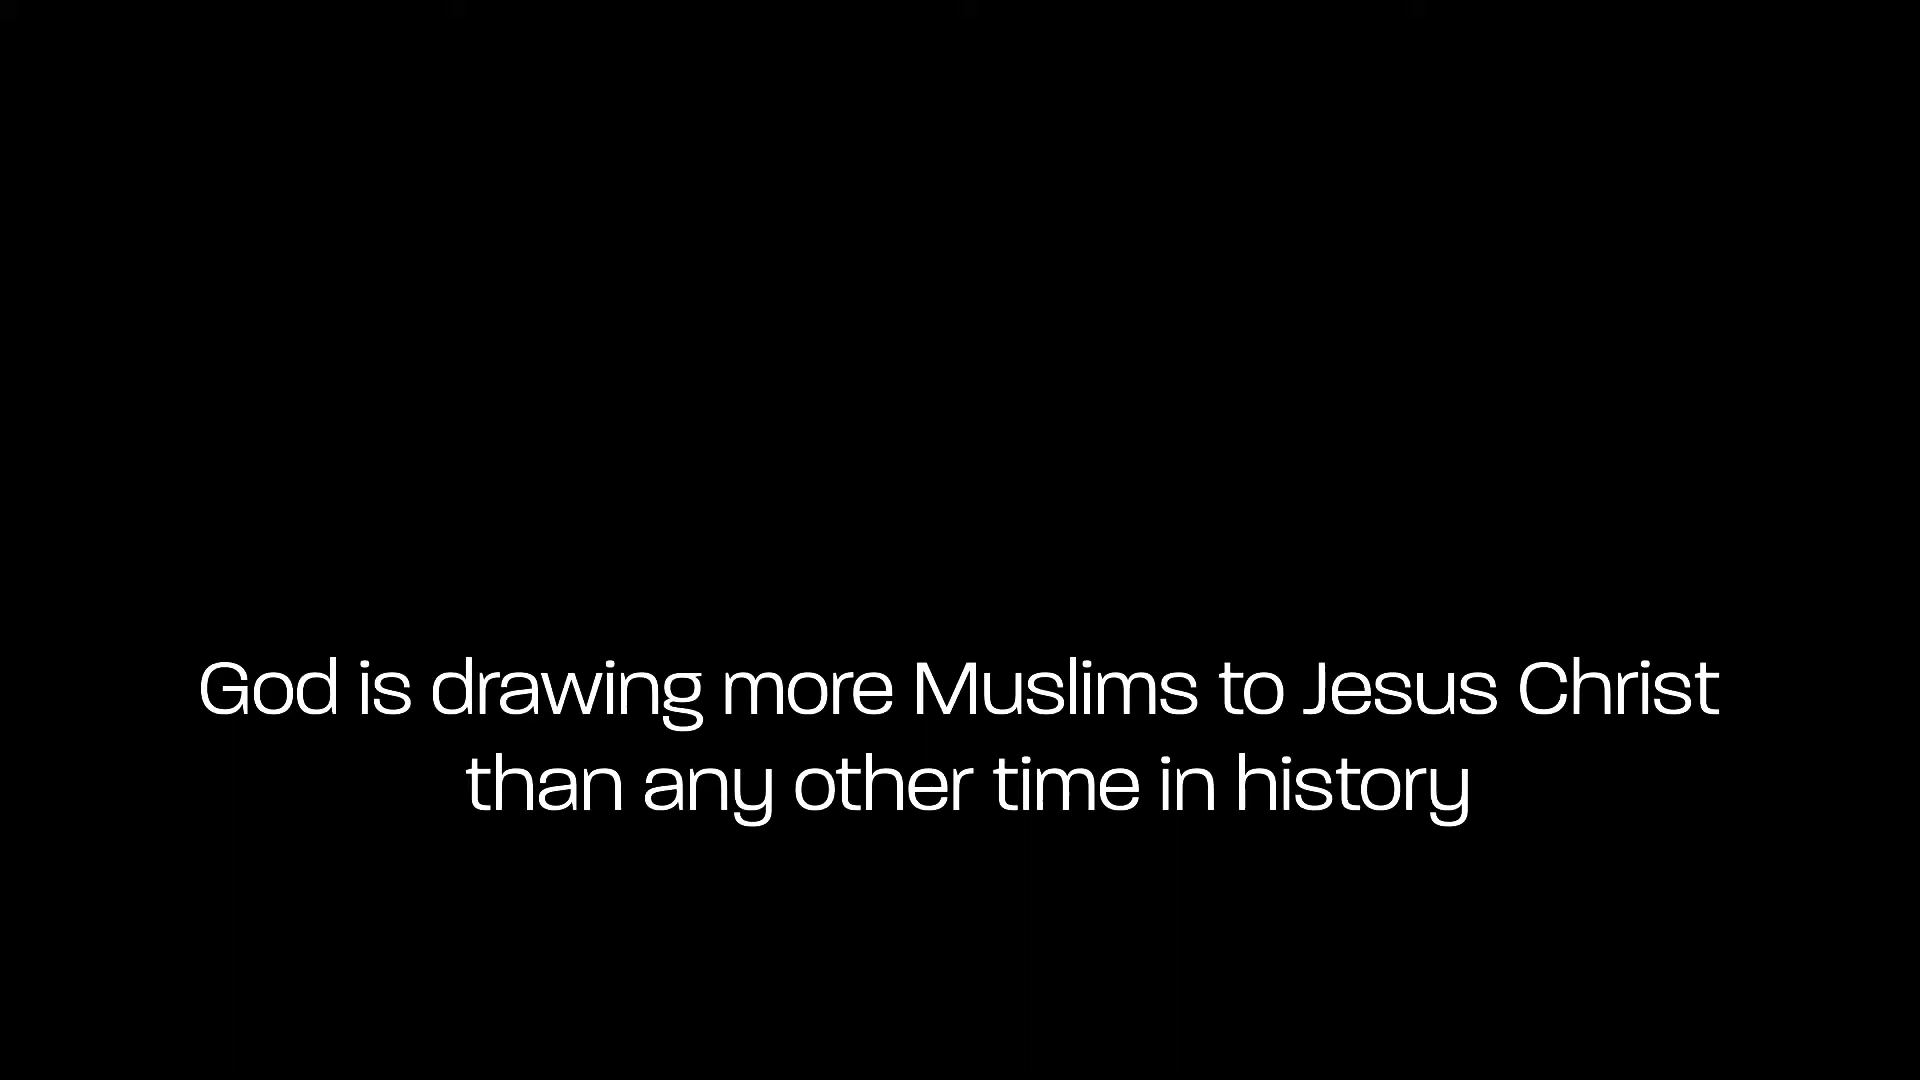 God is drawing more Muslims to Jesus Christ
than any other time in history